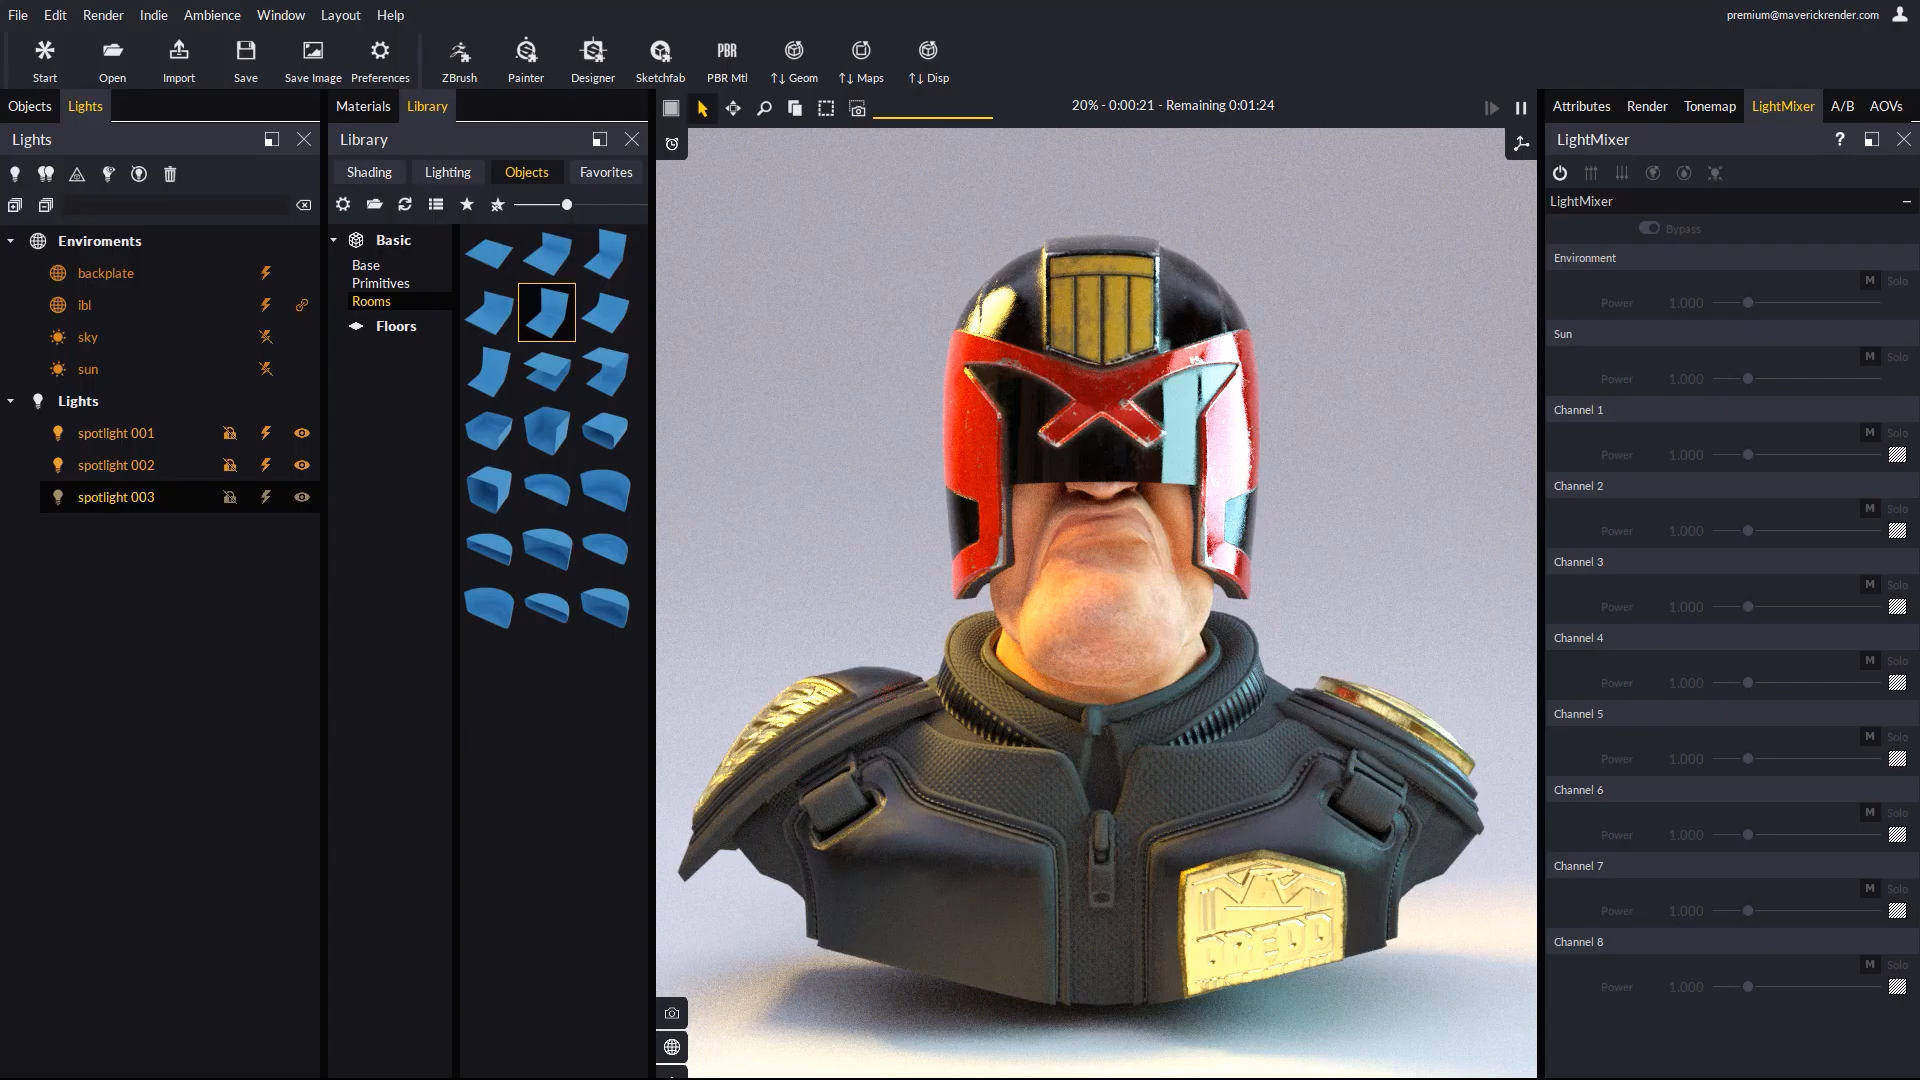 File Edit Render Indie Ambience Window Layout Help
premium@maverickrender.com
Start Open Import Save Save Image Preferences ZBrush Painter Designer Sketchfab PBR PBR Mtl ↑↓ Geom ↑↓ Maps ↑↓ Disp
Objects Lights
Materials Library
20% - 0:00:21 - Remaining 0:01:24
Attributes Render Tonemap LightMixer A/B AOVs
Lights
Library
LightMixer ?
Shading Lighting Objects Favorites
LightMixer
Bypass
Enviroments
backplate
ibl
sky
sun
Lights
spotlight 001
spotlight 002
spotlight 003
Basic
Base
Primitives
Rooms
Floors
DREDD
Environment
M Solo
Power 1.000
Sun
M Solo
Power 1.000
Channel 1
M Solo
Power 1.000
Channel 2
M Solo
Power 1.000
Channel 3
M Solo
Power 1.000
Channel 4
M Solo
Power 1.000
Channel 5
M Solo
Power 1.000
Channel 6
M Solo
Power 1.000
Channel 7
M Solo
Power 1.000
Channel 8
M Solo
Power 1.000